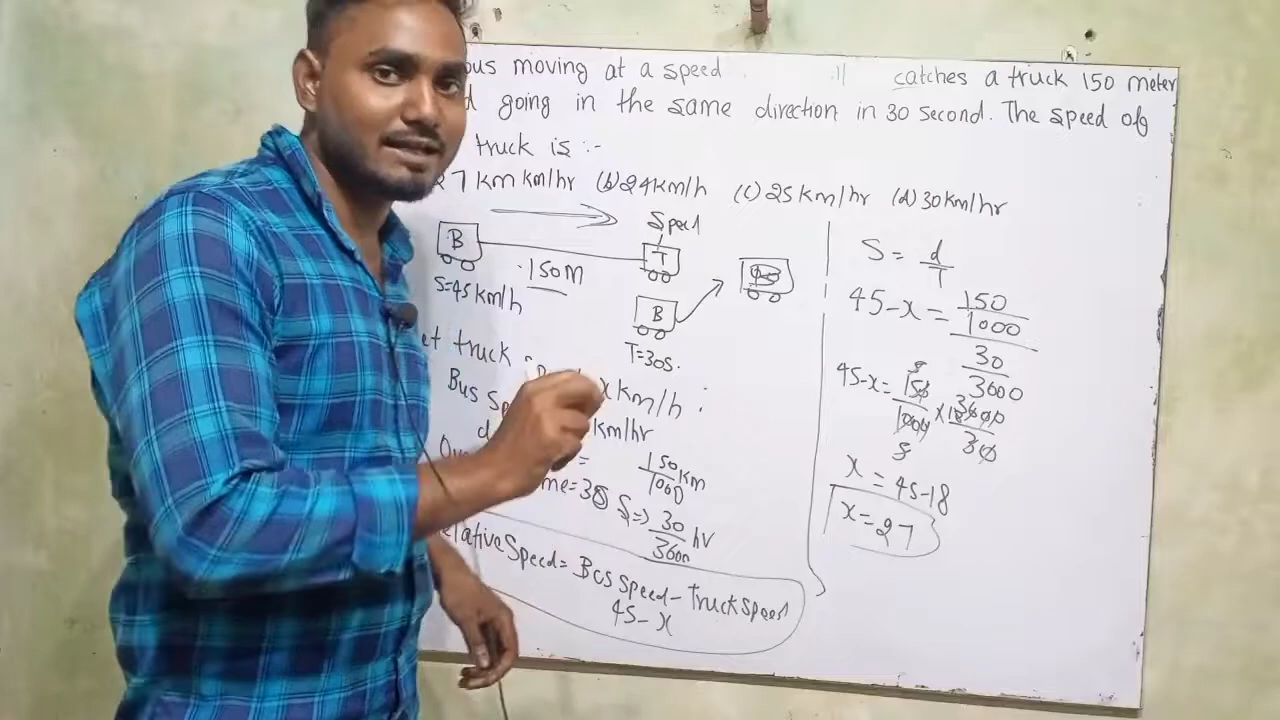 bus moving at a speed catches a truck 150 meter
going in the same direction in 30 second. The speed of
truck is :-
27 km km/hr (b) 24 km/h (c) 25 km/hr (d) 30 km/hr
Speed
B
T
150m
S=45 km/h
B
T=30s.
truck
x km/h
Bus
km/hr
=
150/1000 km
=30 S => 30/3600 hr
Relative Speed = Bus speed - truck speed
45-x
S = d/T
45-x = 150/1000
30/3600
45-x = 150/1000 × 3600/30
x = 45-18
x = 27